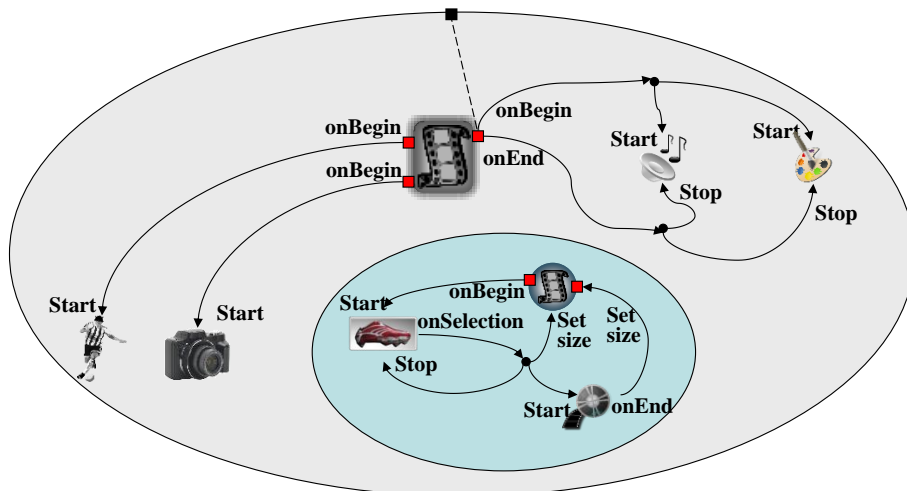 onBegin
onBegin
onBegin
onEnd
Start
Start
Stop
Stop
Start
Start
Start
onBegin
onSelection
Set
size
Set
size
Stop
Start
onEnd